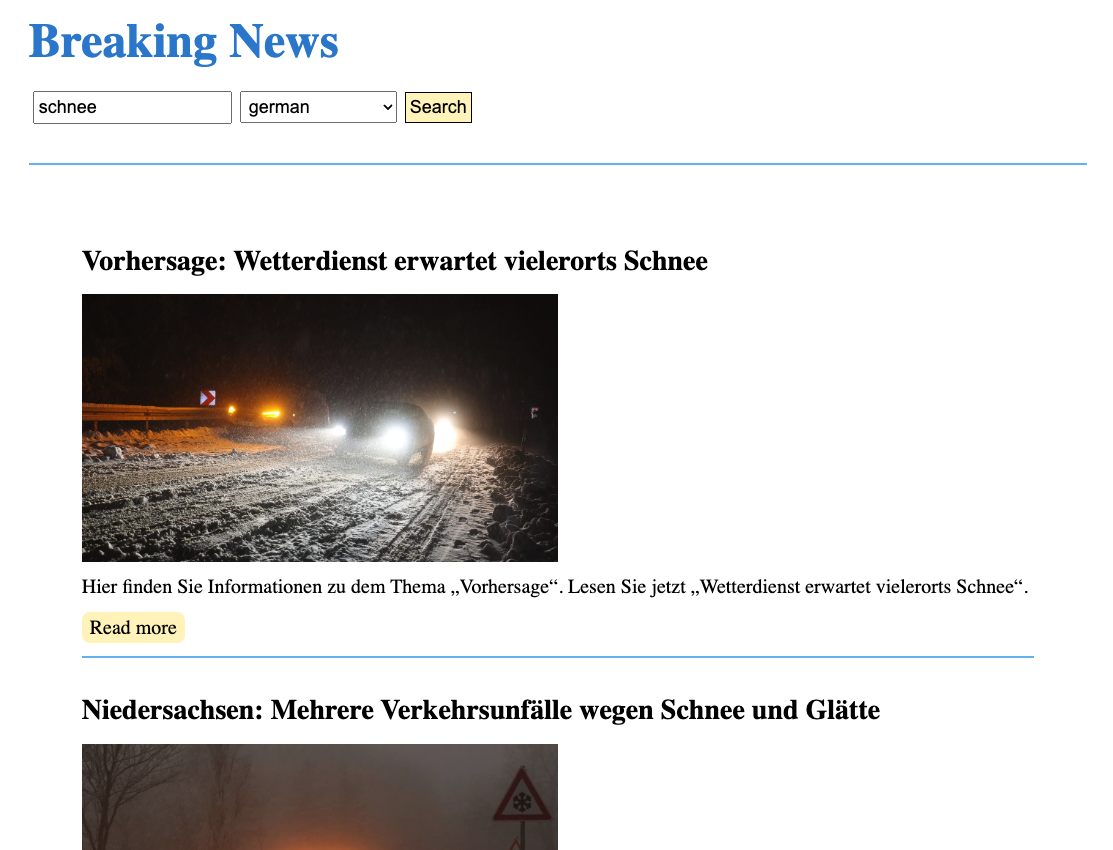 Breaking News
schnee german Search
Vorhersage: Wetterdienst erwartet vielerorts Schnee
Hier finden Sie Informationen zu dem Thema „Vorhersage“. Lesen Sie jetzt „Wetterdienst erwartet vielerorts Schnee“.
Read more
Niedersachsen: Mehrere Verkehrsunfälle wegen Schnee und Glätte